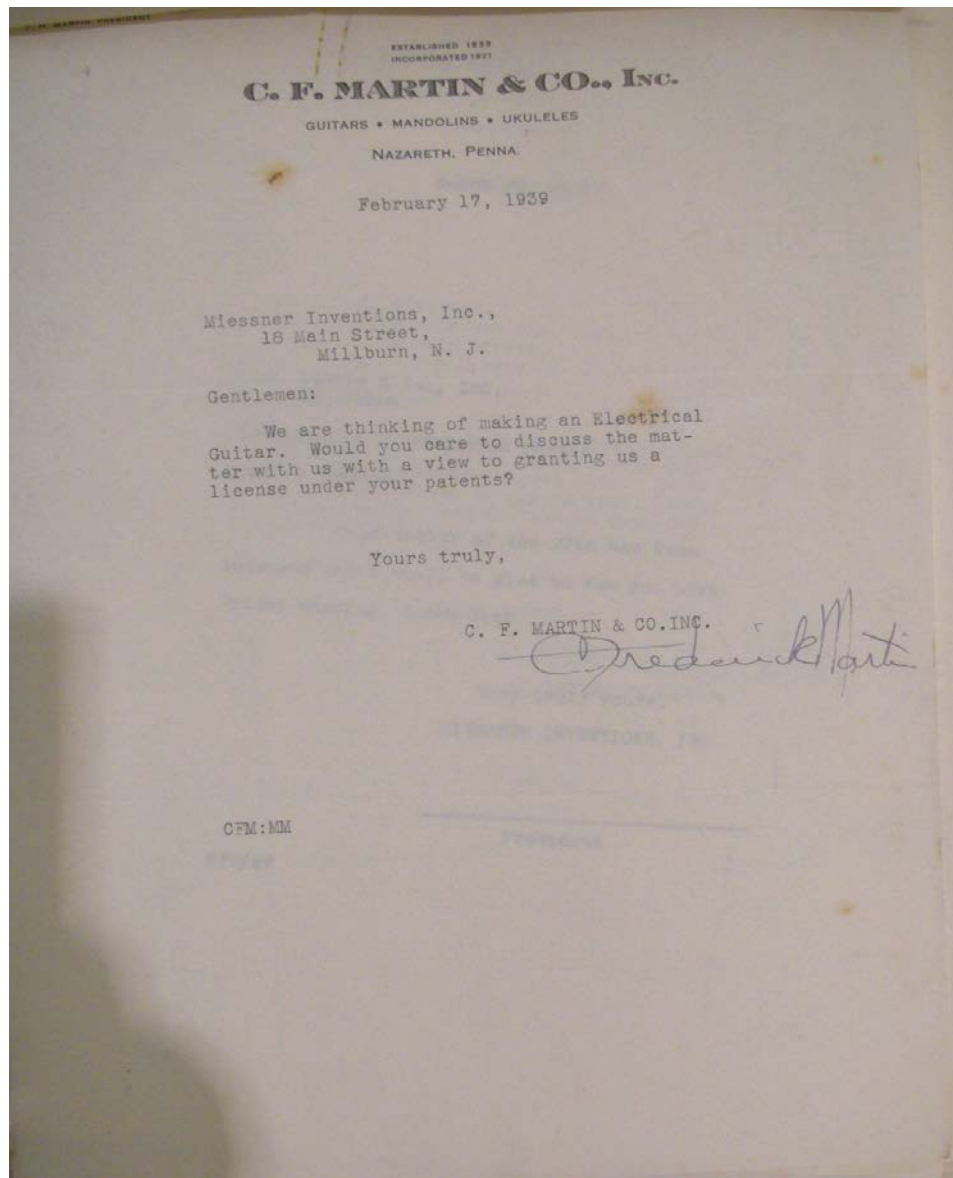 F. H. MARTIN, PRESIDENT
ESTABLISHED 1833
INCORPORATED 1921
C. F. MARTIN & CO., INC.
GUITARS • MANDOLINS • UKULELES
NAZARETH, PENNA.
February 17, 1939
Miessner Inventions, Inc.,
18 Main Street,
Millburn, N. J.
Gentlemen:
We are thinking of making an Electrical
Guitar. Would you care to discuss the mat-
ter with us with a view to granting us a
license under your patents?
Yours truly,
C. F. MARTIN & CO.INC.
C. Frederick Martin
CFM:MM